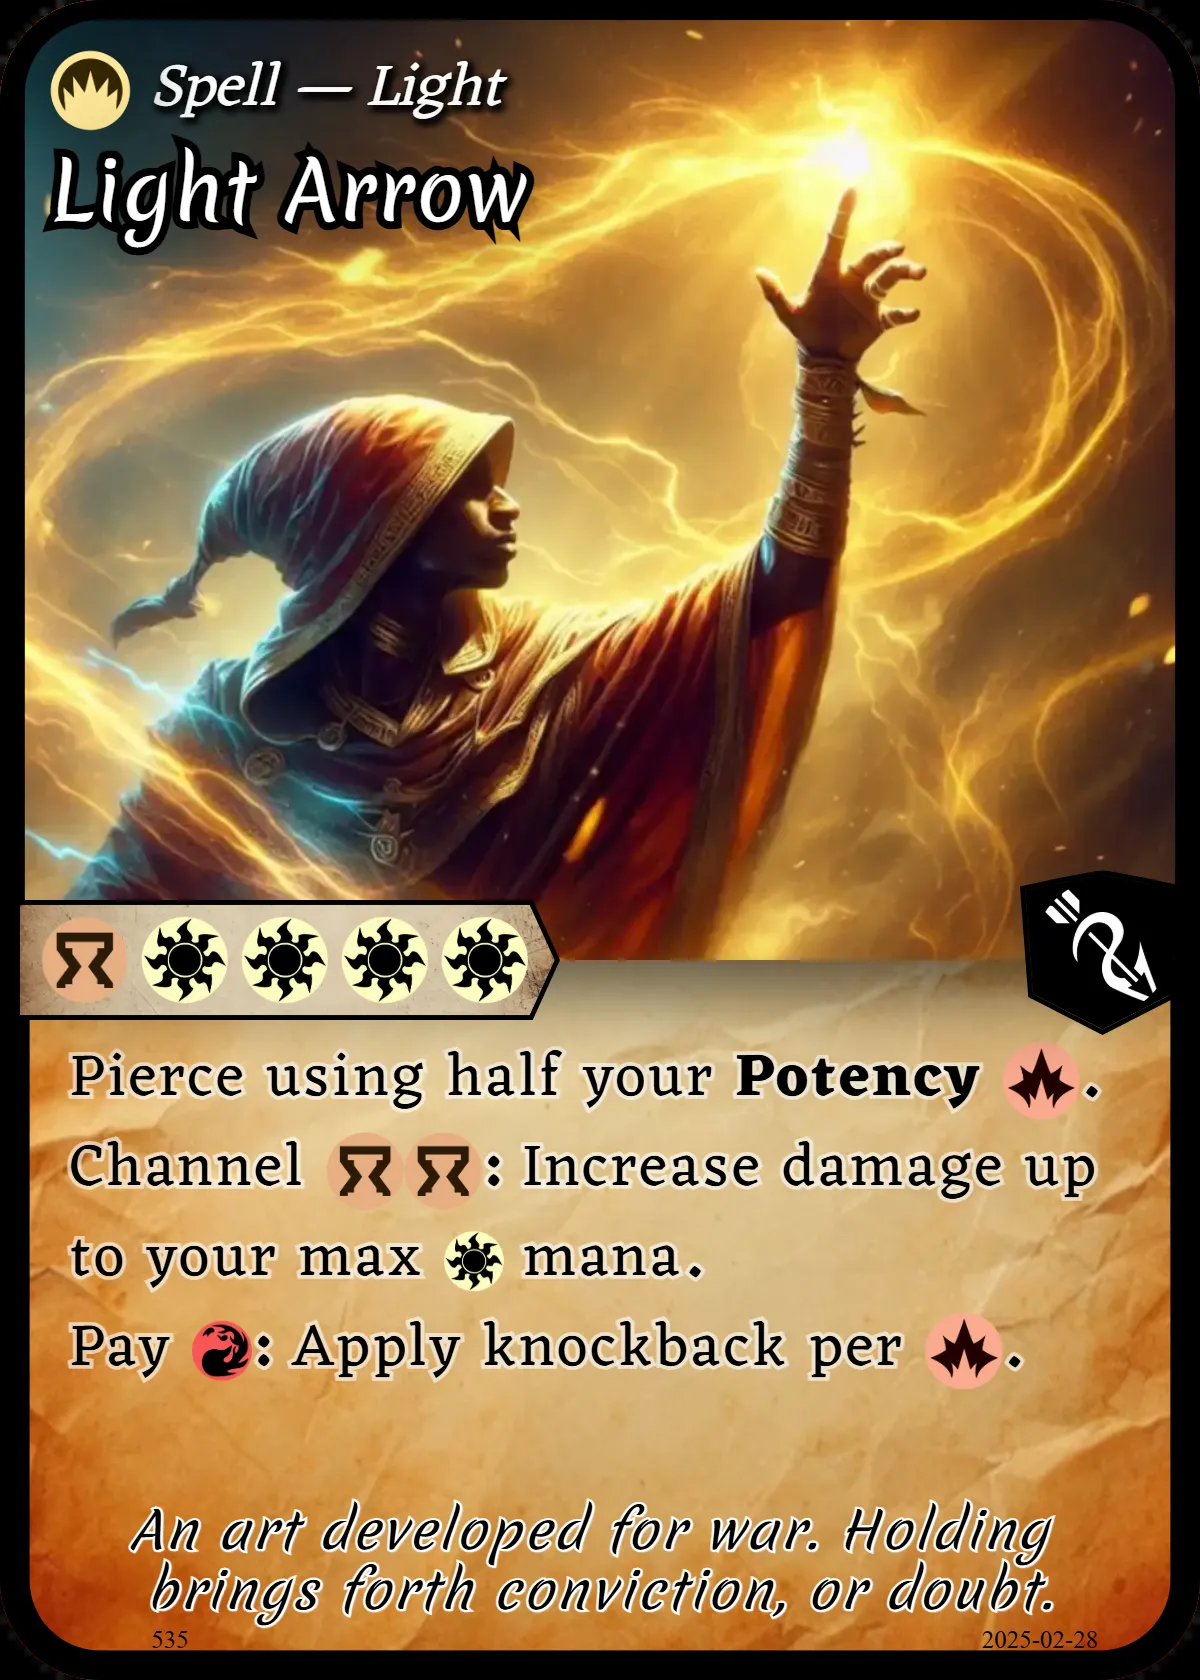 Spell — Light
Light Arrow
Pierce using half your Potency .
Channel : Increase damage up
to your max mana.
Pay : Apply knockback per .
An art developed for war. Holding
brings forth conviction, or doubt.
535
2025-02-28